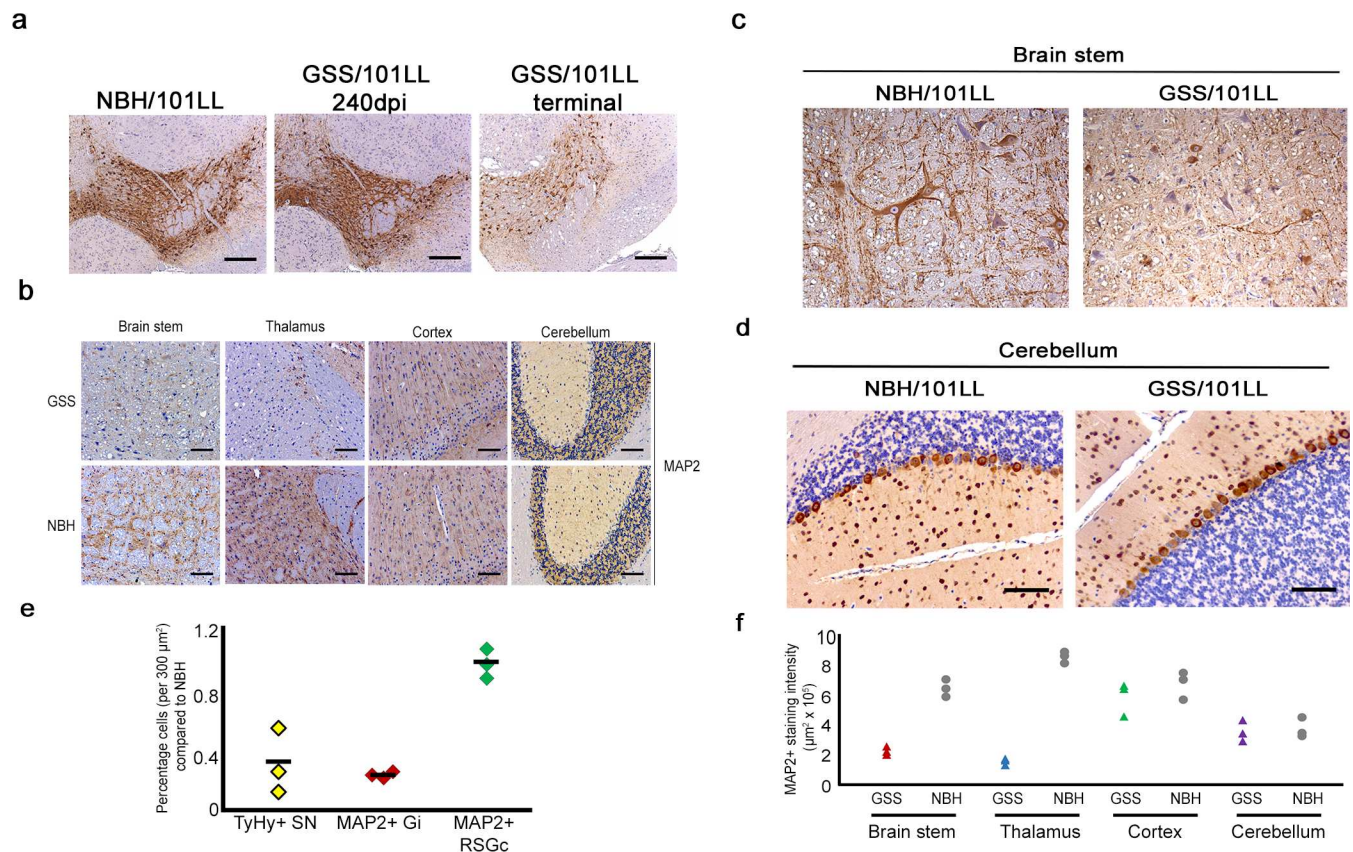 a
NBH/101LL
GSS/101LL
240dpi
GSS/101LL
terminal
b
Brain stem
Thalamus
Cortex
Cerebellum
GSS
NBH
MAP2
c
Brain stem
NBH/101LL
GSS/101LL
d
Cerebellum
NBH/101LL
GSS/101LL
e
Percentage cells (per 300 µm²)
compared to NBH
1.2
0.8
0.4
0
TyHy+ SN
MAP2+ Gi
MAP2+
RSGc
f
MAP2+ staining intensity
(µm² x 10⁵)
10
8
6
4
2
0
GSS
NBH
GSS
NBH
GSS
NBH
GSS
NBH
Brain stem
Thalamus
Cortex
Cerebellum